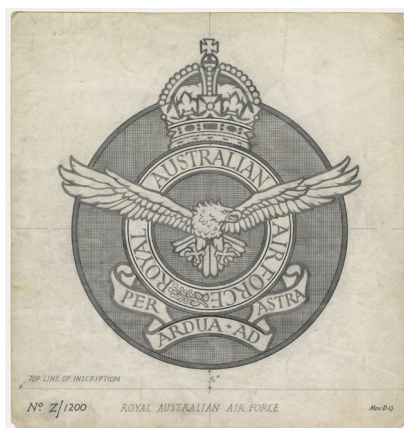 ROYAL AUSTRALIAN AIR FORCE
PER ARDUA · AD ASTRA
TOP LINE OF INSCRIPTION
Nº Z/1200 ROYAL AUSTRALIAN AIR FORCE